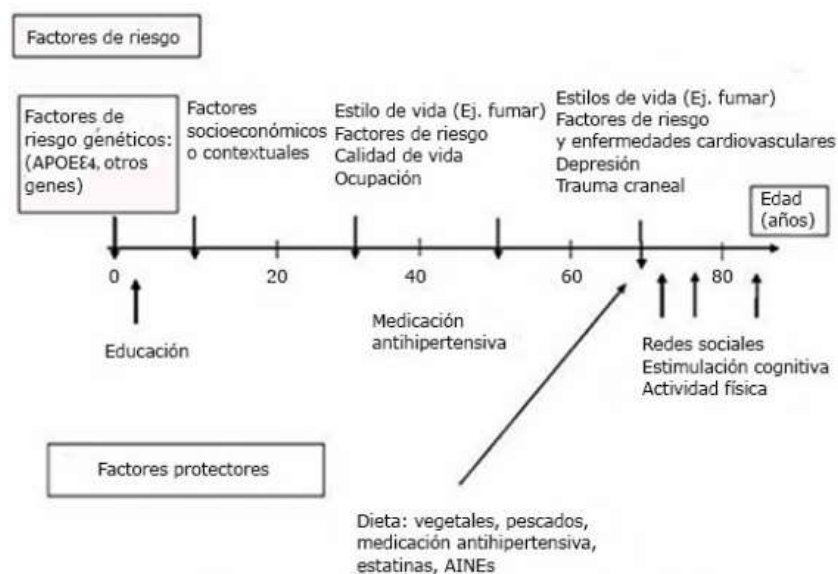 Factores de riesgo
Factores de
riesgo généticos:
(APOEƐ4, otros
genes)
Factores
socioeconómicos
o contextuales
Estilo de vida (Ej. fumar)
Factores de riesgo
Calidad de vida
Ocupación
Estilos de vida (Ej. fumar)
Factores de riesgo
y enfermedades cardiovasculares
Depresión
Trauma craneal
Edad
(años)
0
20
40
60
80
Educación
Medicación
antihipertensiva
Redes sociales
Estimulación cognitiva
Actividad física
Factores protectores
Dieta: vegetales, pescados,
medicación antihipertensiva,
estatinas, AINEs